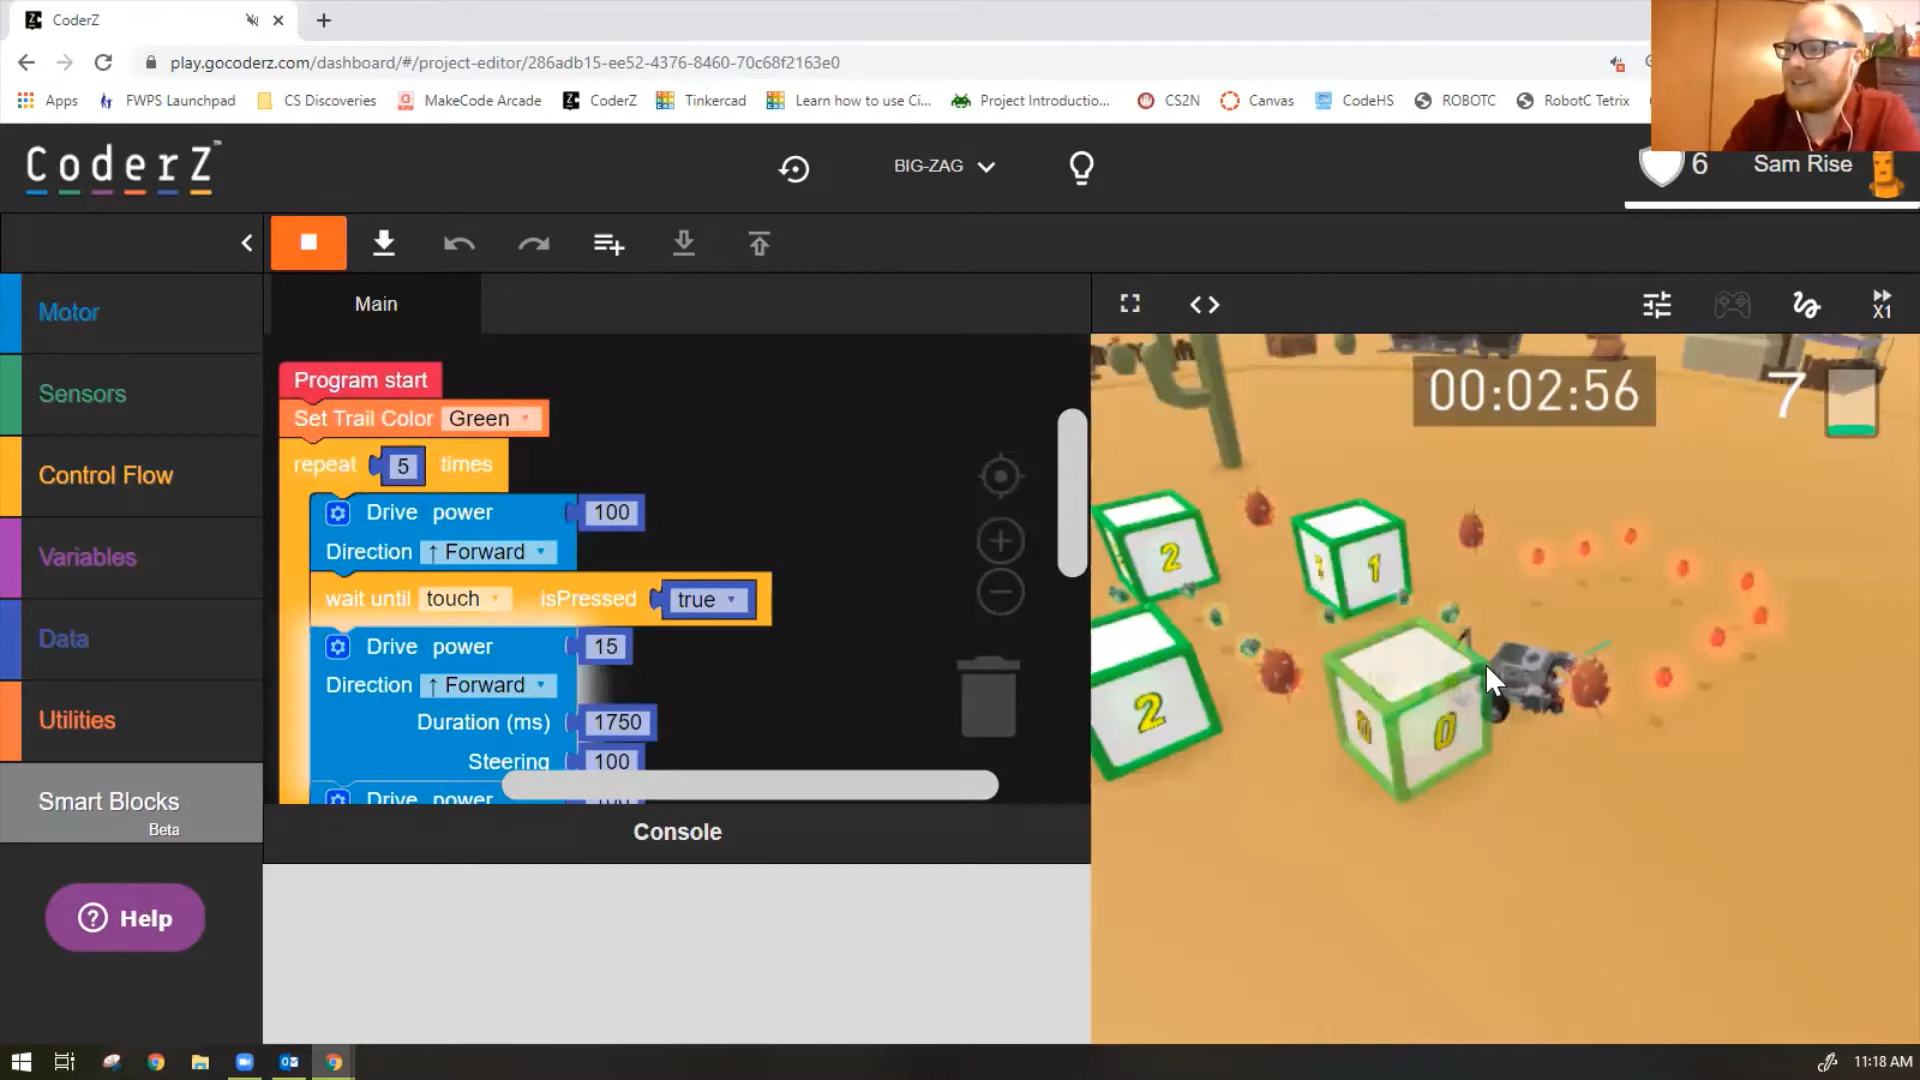 CoderZ
play.gocoderz.com/dashboard/#/project-editor/286adb15-ee52-4376-8460-70c68f2163e0
Apps FWPS Launchpad CS Discoveries MakeCode Arcade CoderZ Tinkercad Learn how to use Ci... Project Introductio... CS2N Canvas CodeHS ROBOTC RobotC Tetrix
CoderZ™
BIG-ZAG
6 Sam Rise
Main
X1
Motor
Sensors
Control Flow
Variables
Data
Utilities
Smart Blocks
Beta
Help
Program start
Set Trail Color Green
repeat 5 times
Drive power 100
Direction ↑ Forward
wait until touch isPressed true
Drive power 15
Direction ↑ Forward
Duration (ms) 1750
Steering 100
Drive power 100
Console
00:02:56
7
2
1
2
0
11:18 AM